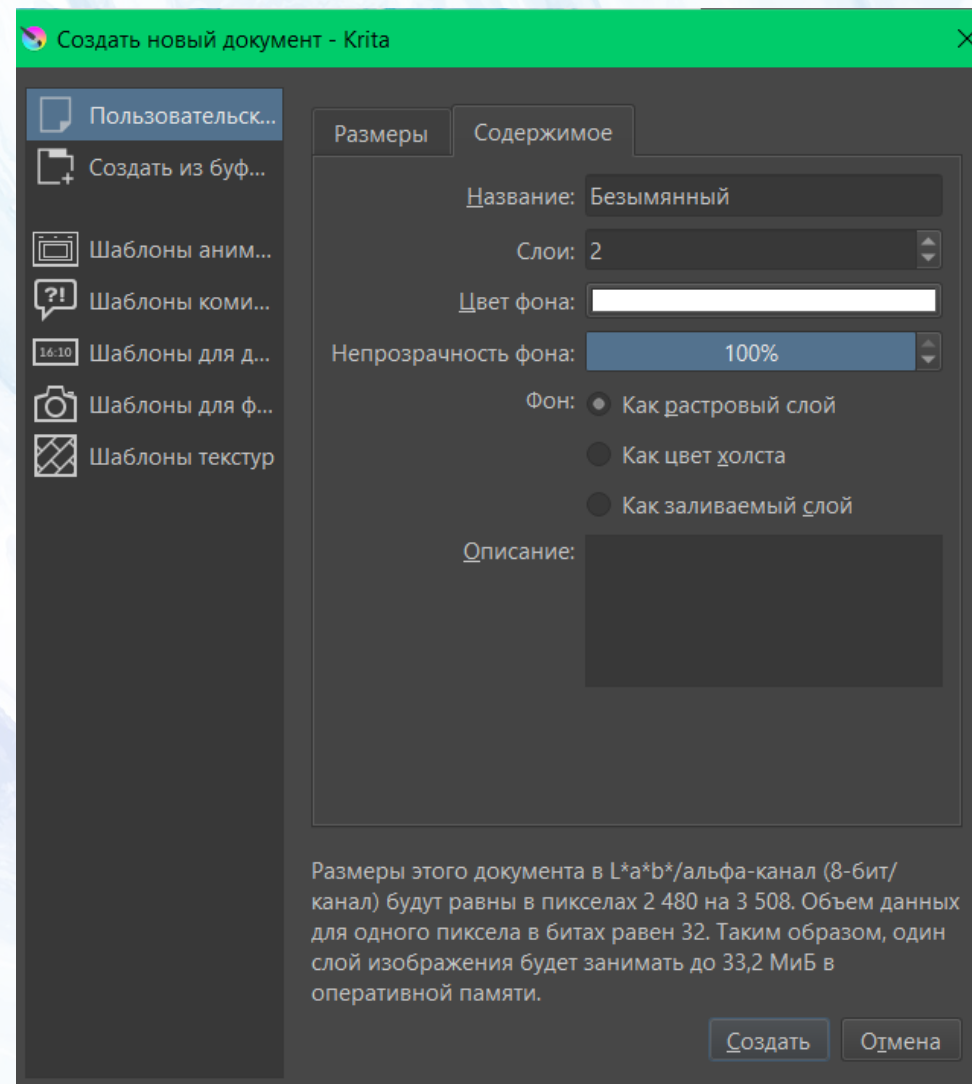 Создать новый документ - Krita
Пользовательск...
Создать из буф...
Шаблоны аним...
?! Шаблоны коми...
16:10 Шаблоны для д...
Шаблоны для ф...
Шаблоны текстур
Размеры Содержимое
Название: Безымянный
Слои: 2
Цвет фона:
Непрозрачность фона: 100%
Фон: Как растровый слой
Как цвет холста
Как заливаемый слой
Описание:
Размеры этого документа в L*a*b*/альфа-канал (8-бит/
канал) будут равны в пикселах 2 480 на 3 508. Объем данных
для одного пиксела в битах равен 32. Таким образом, один
слой изображения будет занимать до 33,2 МиБ в
оперативной памяти.
Создать Отмена